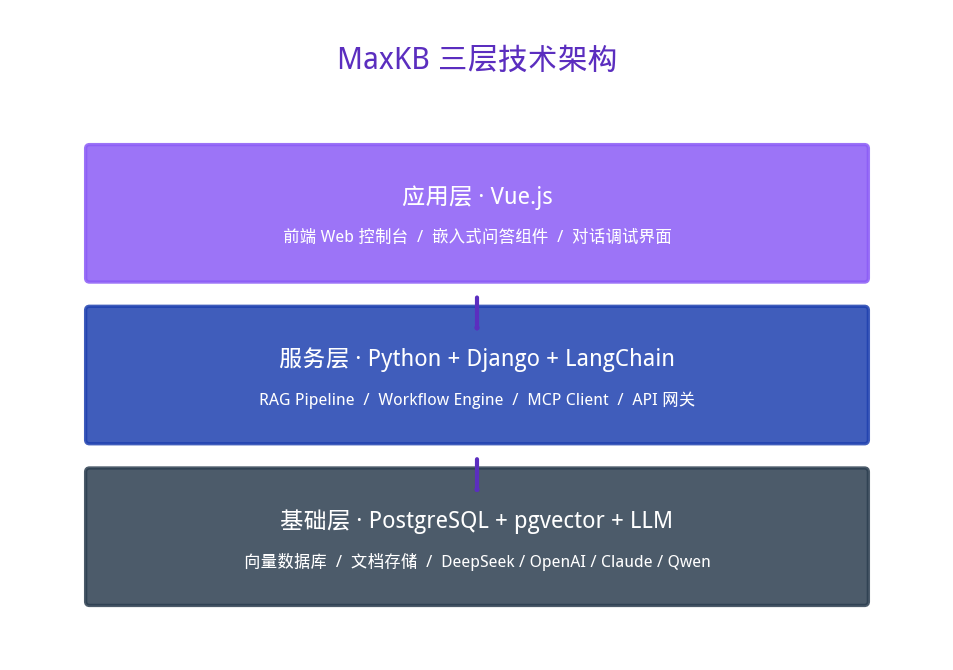 MaxKB 三层技术架构
应用层 · Vue.js
前端 Web 控制台 / 嵌入式问答组件 / 对话调试界面
服务层 · Python + Django + LangChain
RAG Pipeline / Workflow Engine / MCP Client / API 网关
基础层 · PostgreSQL + pgvector + LLM
向量数据库 / 文档存储 / DeepSeek / OpenAI / Claude / Qwen